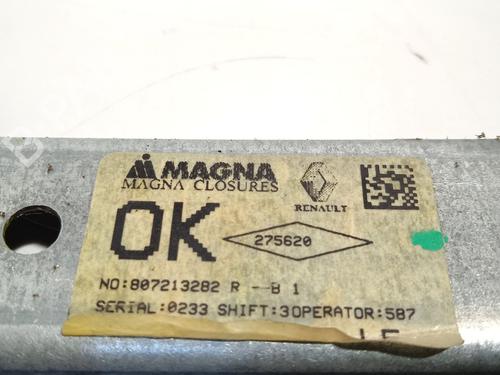 MAGNA
MAGNA CLOSURES
RENAULT
OK
275620
NO:807213282 R --B 1
SERIAL:0233 SHIFT:3OPERATOR:587